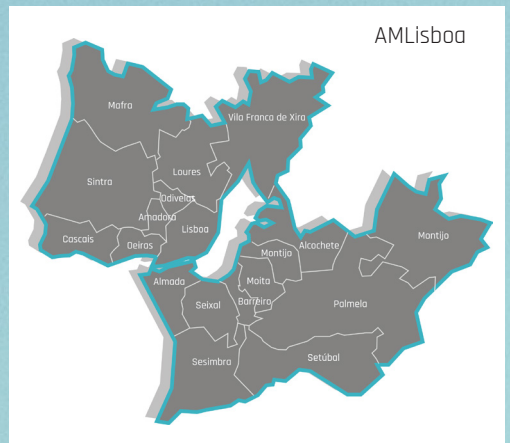 AMLisboa
Mafra
Vila Franca de Xira
Loures
Sintra
Odivelas
Amadora
Lisboa
Cascais
Oeiras
Montijo
Alcochete
Montijo
Almada
Moita
Seixal
Barreiro
Palmela
Sesimbra
Setúbal